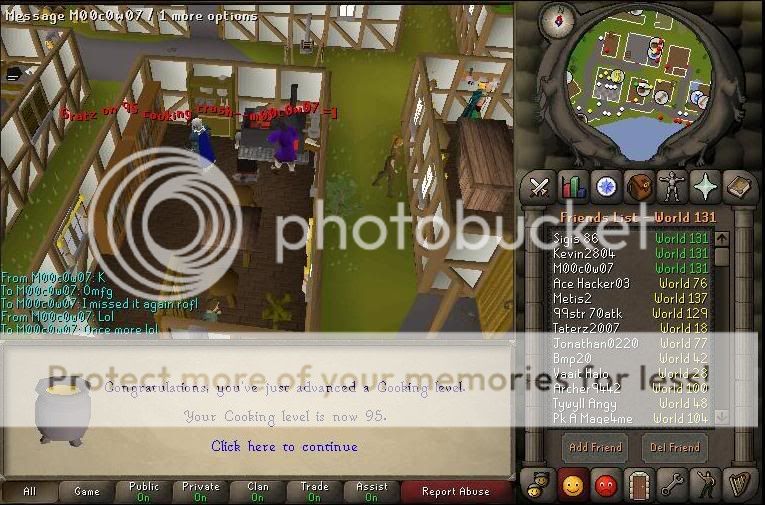 Message M00c0w07 / 1 more options
Gratz on 95 cooking crash --m00c0w07 =]
From M00c0w07: K
To M00c0w07: Omfg
To M00c0w07: I missed it again rofl
From M00c0w07: Lol
To M00c0w07: Once more lol
Congratulations, you've just advanced a Cooking level.
Your Cooking level is now 95.
Click here to continue
All
Game
Public
On
Private
On
Clan
On
Trade
On
Assist
On
Report Abuse
Friends List - World 131
Sigis 86 World 131
Kevin2804 World 131
M00c0w07 World 131
Ace Hacker03 World 76
Metis2 World 137
99str 70atk World 129
Taterz2007 World 18
Jonathan0220 World 77
Bmp20 World 42
Vaait Halo World 28
Archer9442 World 100
Tywyll Angy World 48
Pk A Mage4me World 104
Add Friend
Del Friend
photobucket
Protect more of your memories for less!